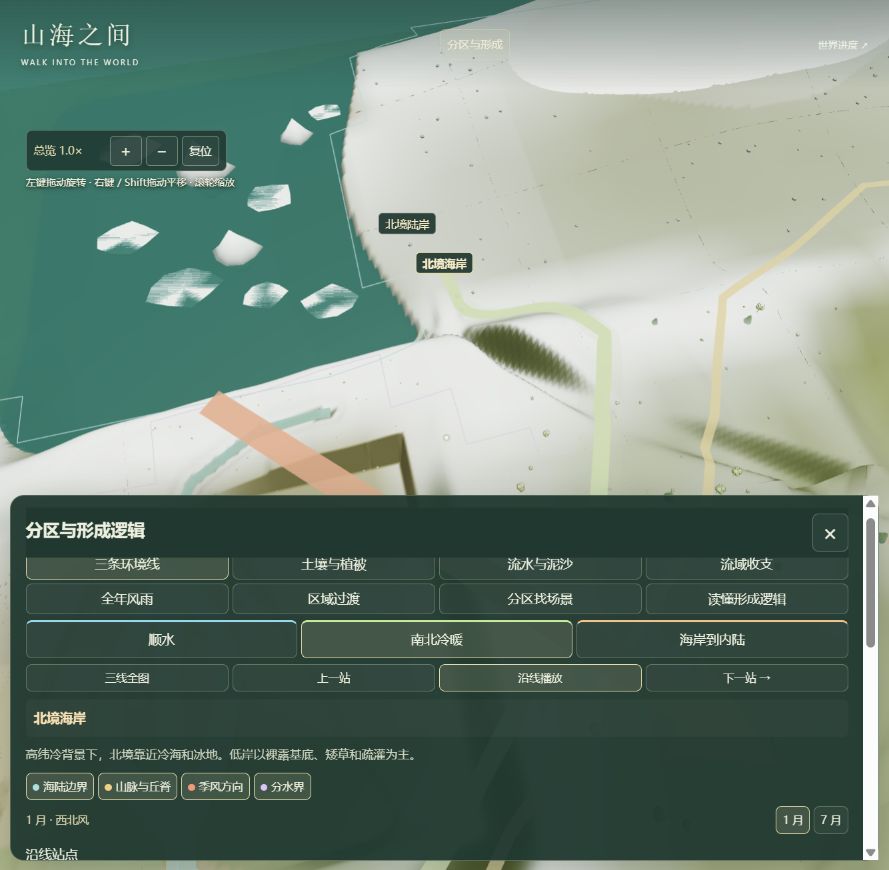 山海之间
WALK INTO THE WORLD
分区与形成
世界进度 ↗
总览 1.0×
+
−
复位
左键拖动旋转 · 右键 / Shift拖动平移 · 滚轮缩放
北境陆岸
北境海岸
分区与形成逻辑
×
三条环境线
土壤与植被
流水与泥沙
流域收支
全年风雨
区域过渡
分区找场景
读懂形成逻辑
顺水
南北冷暖
海岸到内陆
三线全图
上一站
沿线播放
下一站 →
北境海岸
高纬冷背景下，北境靠近冷海和冰地。低岸以裸露基底、矮草和疏灌为主。
海陆边界
山脉与丘脊
季风方向
分水界
1 月 · 西北风
1 月
7 月
沿线站点